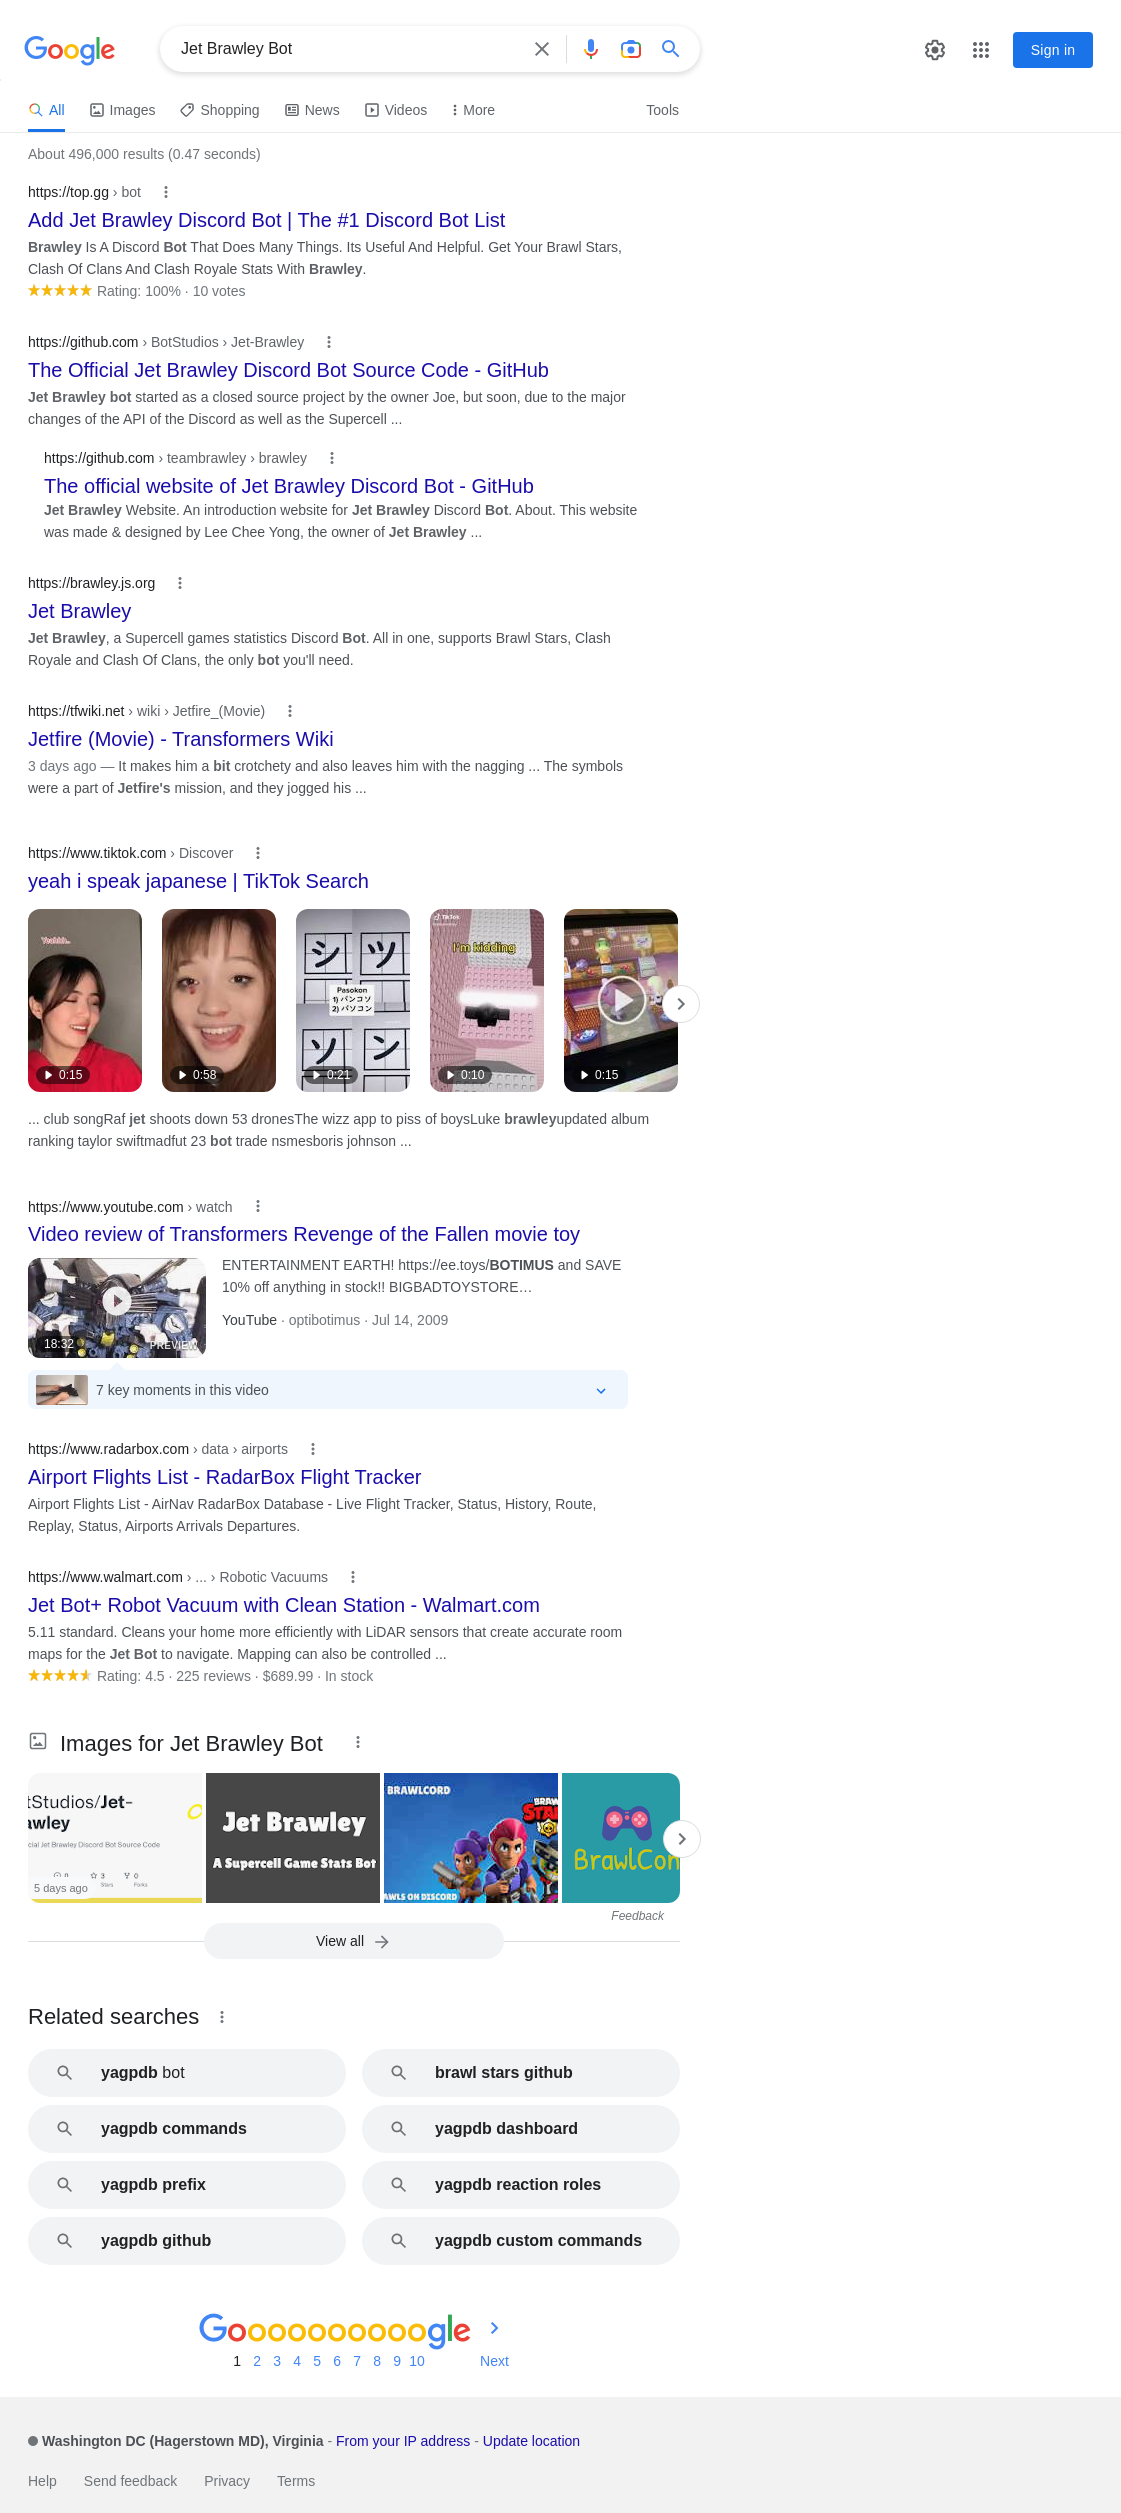 Google
Jet Brawley Bot
Sign in
All
Images
Shopping
News
Videos
More
Tools
About 496,000 results (0.47 seconds)
https://top.gg › bot
Add Jet Brawley Discord Bot | The #1 Discord Bot List
Brawley Is A Discord Bot That Does Many Things. Its Useful And Helpful. Get Your Brawl Stars,
Clash Of Clans And Clash Royale Stats With Brawley.
Rating: 100% · 10 votes
https://github.com › BotStudios › Jet-Brawley
The Official Jet Brawley Discord Bot Source Code - GitHub
Jet Brawley bot started as a closed source project by the owner Joe, but soon, due to the major
changes of the API of the Discord as well as the Supercell ...
https://github.com › teambrawley › brawley
The official website of Jet Brawley Discord Bot - GitHub
Jet Brawley Website. An introduction website for Jet Brawley Discord Bot. About. This website
was made & designed by Lee Chee Yong, the owner of Jet Brawley ...
https://brawley.js.org
Jet Brawley
Jet Brawley, a Supercell games statistics Discord Bot. All in one, supports Brawl Stars, Clash
Royale and Clash Of Clans, the only bot you'll need.
https://tfwiki.net › wiki › Jetfire_(Movie)
Jetfire (Movie) - Transformers Wiki
3 days ago — It makes him a bit crotchety and also leaves him with the nagging ... The symbols
were a part of Jetfire's mission, and they jogged his ...
https://www.tiktok.com › Discover
yeah i speak japanese | TikTok Search
Yeahhh..
0:15
0:58
シ ツ
Pasokon
1) パンコソ
2) パソコン
ソ ン
0:21
TikTok
I'm kidding
0:10
0:15
... club songRaf jet shoots down 53 dronesThe wizz app to piss of boysLuke brawleyupdated album
ranking taylor swiftmadfut 23 bot trade nsmesboris johnson ...
https://www.youtube.com › watch
Video review of Transformers Revenge of the Fallen movie toy
ENTERTAINMENT EARTH! https://ee.toys/BOTIMUS and SAVE
10% off anything in stock!! BIGBADTOYSTORE…
YouTube · optibotimus · Jul 14, 2009
18:32
PREVIEW
7 key moments in this video
https://www.radarbox.com › data › airports
Airport Flights List - RadarBox Flight Tracker
Airport Flights List - AirNav RadarBox Database - Live Flight Tracker, Status, History, Route,
Replay, Status, Airports Arrivals Departures.
https://www.walmart.com › ... › Robotic Vacuums
Jet Bot+ Robot Vacuum with Clean Station - Walmart.com
5.11 standard. Cleans your home more efficiently with LiDAR sensors that create accurate room
maps for the Jet Bot to navigate. Mapping can also be controlled ...
Rating: 4.5 · 225 reviews · $689.99 · In stock
Images for Jet Brawley Bot
tStudios/Jet-
awley
cial Jet Brawley Discord Bot Source Code
0 3 0
Stars Forks
5 days ago
Jet Brawley
A Supercell Game Stats Bot
BRAWLCORD
BRAW
STA
AWLS ON DISCORD
BrawlCon
Feedback
View all
Related searches
yagpdb bot
brawl stars github
yagpdb commands
yagpdb dashboard
yagpdb prefix
yagpdb reaction roles
yagpdb github
yagpdb custom commands
Goooooooooogle
1 2 3 4 5 6 7 8 9 10 Next
Washington DC (Hagerstown MD), Virginia - From your IP address - Update location
Help Send feedback Privacy Terms